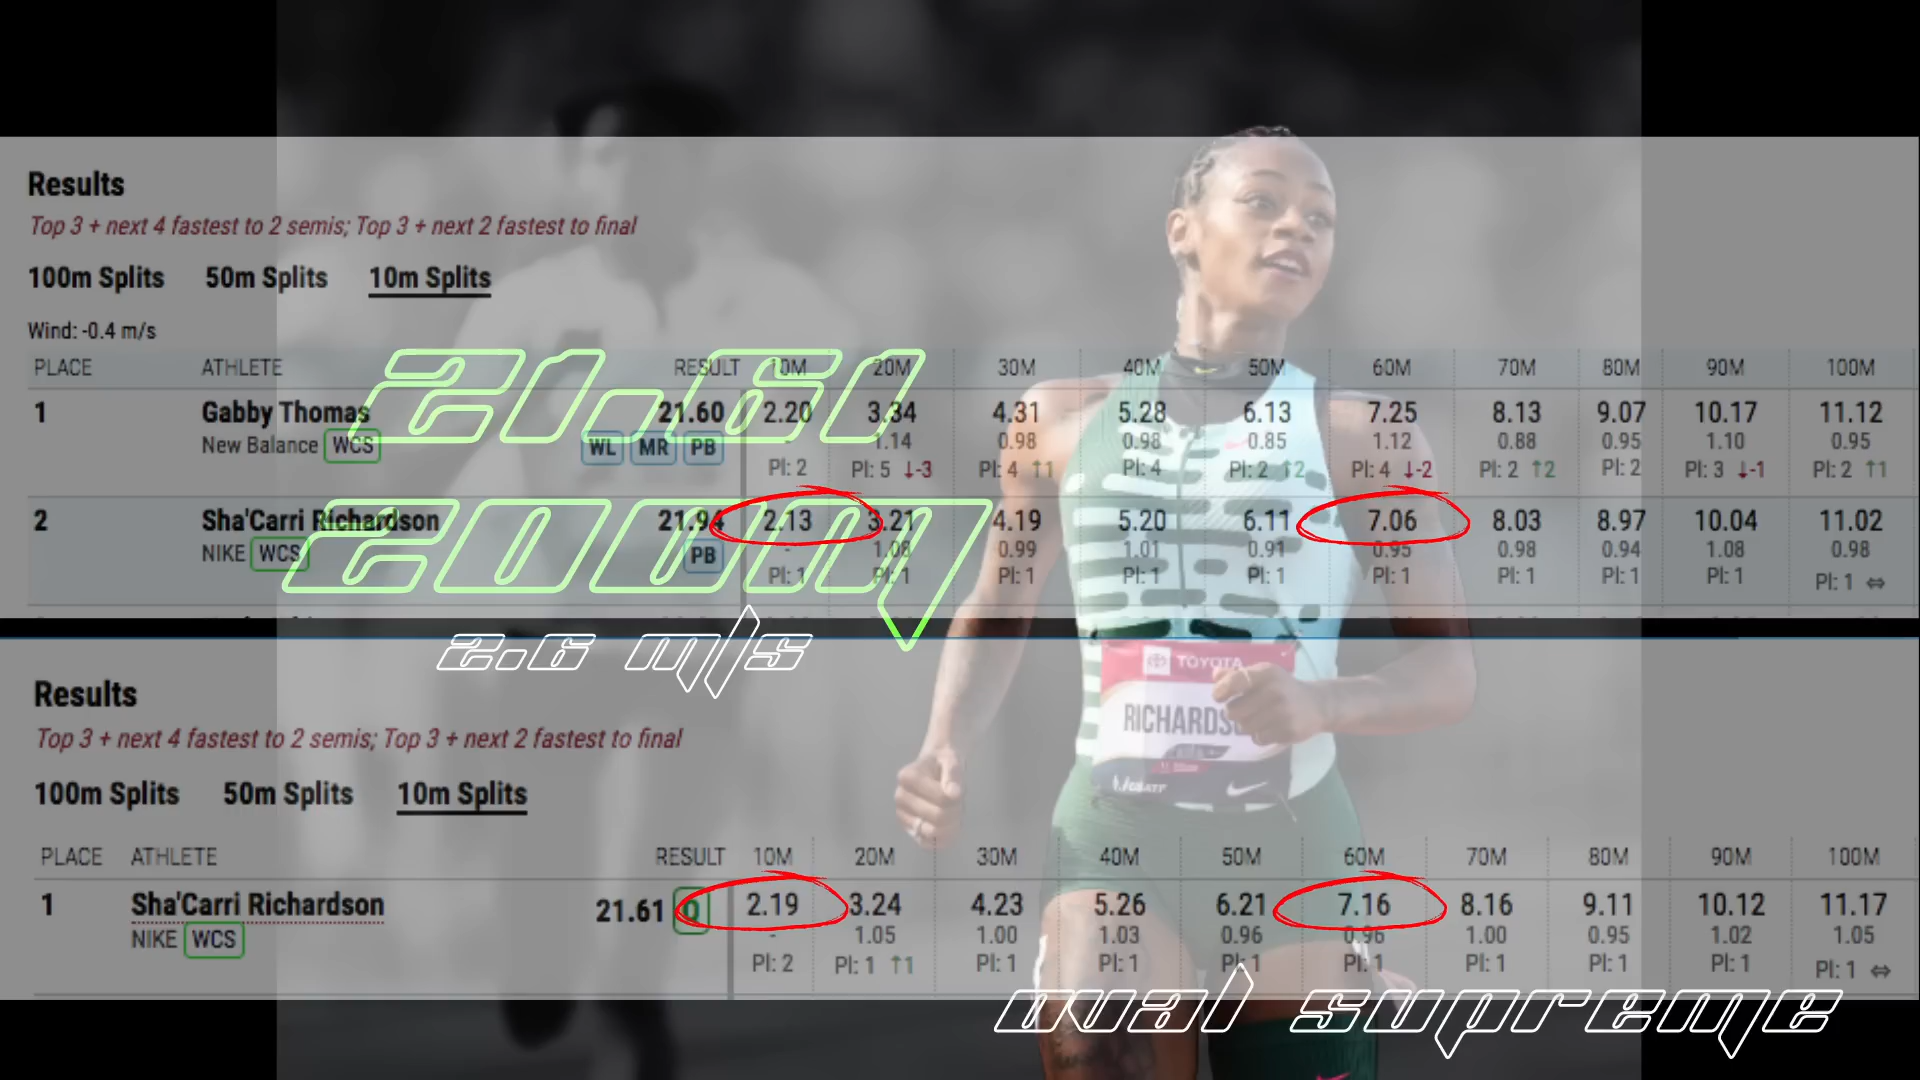 Results
Top 3 + next 4 fastest to 2 semis; Top 3 + next 2 fastest to final
100m Splits 50m Splits 10m Splits
Wind: -0.4 m/s
PLACE ATHLETE RESULT 10M 20M 30M 40M 50M 60M 70M 80M 90M 100M
1 Gabby Thomas 21.60 2.20 3.34 4.31 5.28 6.13 7.25 8.13 9.07 10.17 11.12
New Balance WCS WL MR PB 1.14 0.98 0.98 0.85 1.12 0.88 0.95 1.10 0.95
Pl: 2 Pl: 5 ↓-3 Pl: 4 ↑1 Pl: 4 Pl: 2 ↑2 Pl: 4 ↓-2 Pl: 2 ↑2 Pl: 2 Pl: 3 ↓-1 Pl: 2 ↑1
21.61
2 Sha'Carri Richardson 21.94 2.13 3.21 4.19 5.20 6.11 7.06 8.03 8.97 10.04 11.02
NIKE WCS PB - 1.08 0.99 1.01 0.91 0.95 0.98 0.94 1.08 0.98
Pl: 1 Pl: 1 Pl: 1 Pl: 1 Pl: 1 Pl: 1 Pl: 1 Pl: 1 Pl: 1 Pl: 1 ⇔
200m
2.6 m/s
TOYOTA
RICHARDS
USATF
Results
Top 3 + next 4 fastest to 2 semis; Top 3 + next 2 fastest to final
100m Splits 50m Splits 10m Splits
PLACE ATHLETE RESULT 10M 20M 30M 40M 50M 60M 70M 80M 90M 100M
1 Sha'Carri Richardson 21.61 Q 2.19 3.24 4.23 5.26 6.21 7.16 8.16 9.11 10.12 11.17
NIKE WCS - 1.05 1.00 1.03 0.96 0.96 1.00 0.95 1.02 1.05
Pl: 2 Pl: 1 ↑1 Pl: 1 Pl: 1 Pl: 1 Pl: 1 Pl: 1 Pl: 1 Pl: 1 Pl: 1 ⇔
oval supreme